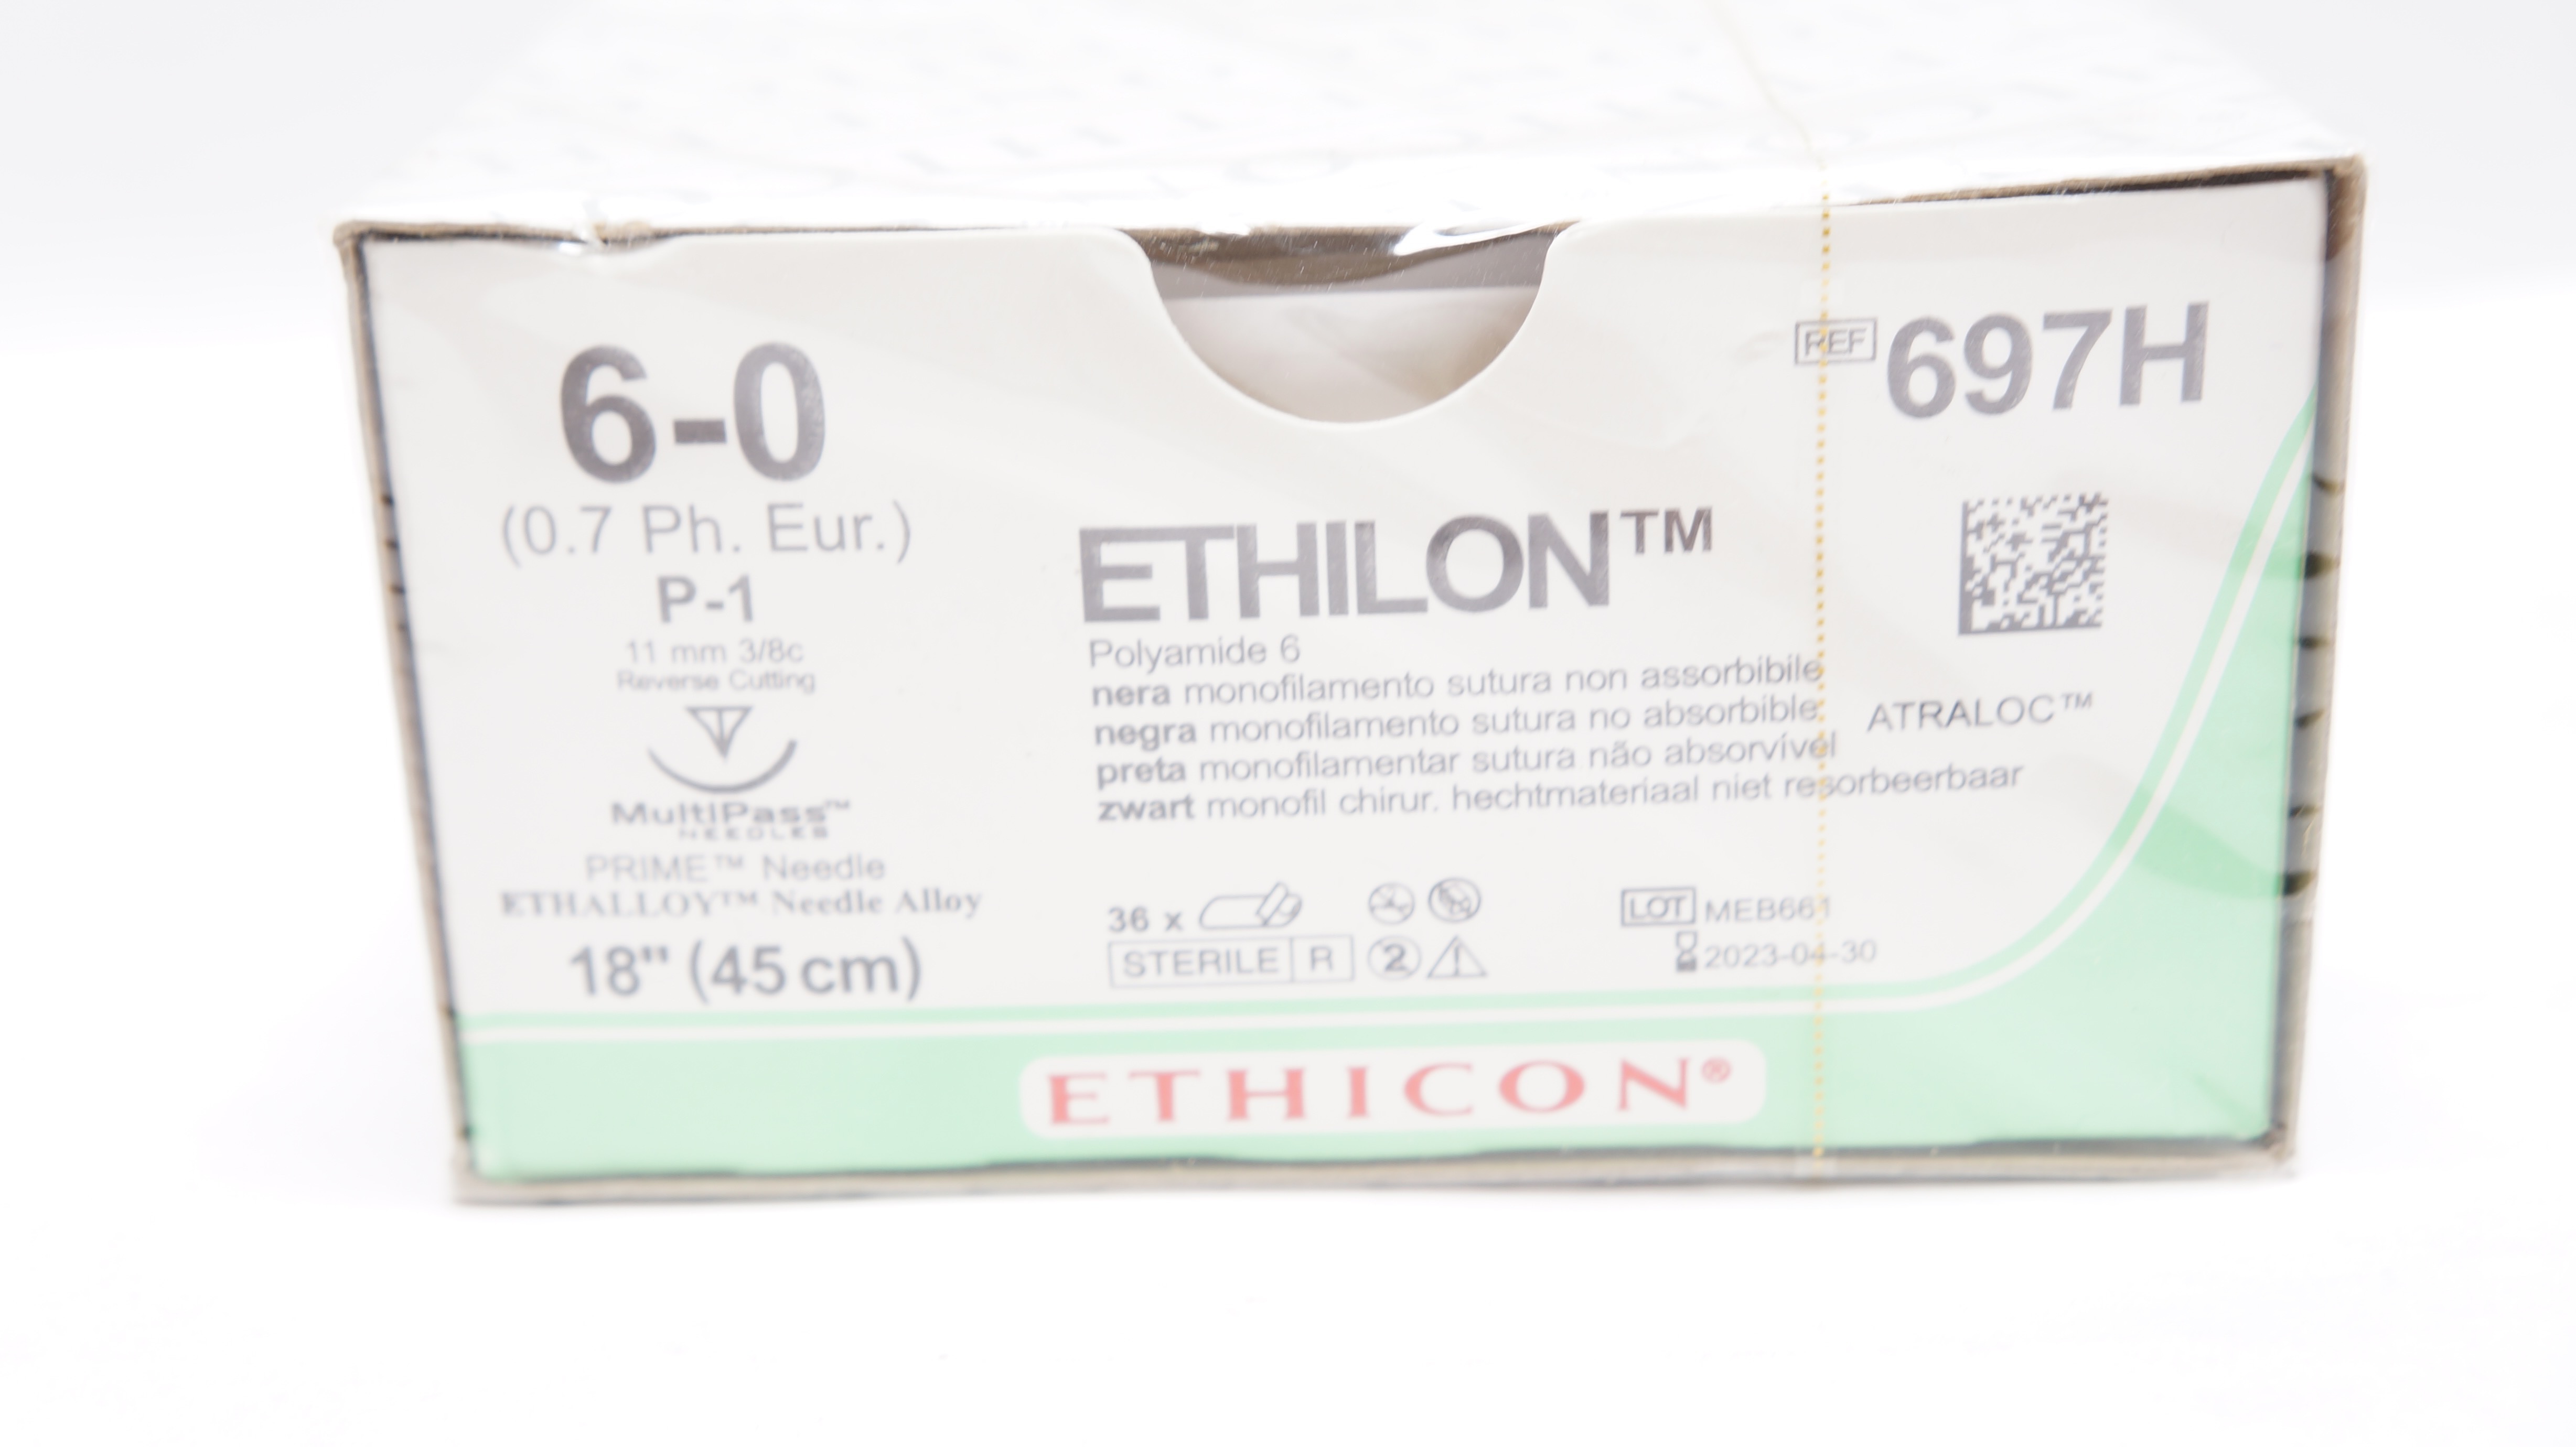 6-0
(0.7 Ph. Eur.)
P-1
11 mm 3/8c
Reverse Cutting
MultiPass™
NEEDLES
PRIME™ Needle
ETHALLOY™ Needle Alloy
18" (45 cm)
ETHILON™
Polyamide 6
nera monofilamento sutura non assorbibile
negra monofilamento sutura no absorbible
preta monofilamentar sutura não absorvível
zwart monofil chirur. hechtmateriaal niet resorbeerbaar
36 x
STERILE R 2
REF 697H
ATRALOC™
LOT MEB661
2023-04-30
ETHICON®